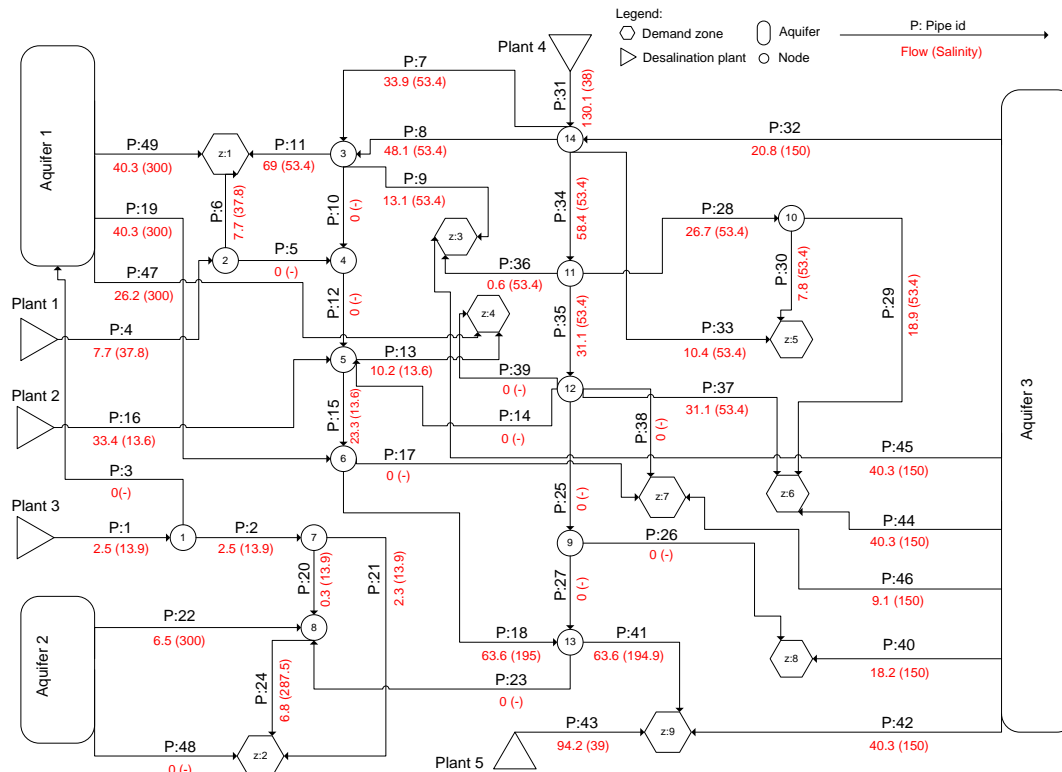 Legend:
Demand zone
Desalination plant
Aquifer
Node
P: Pipe id
Flow (Salinity)
Plant 4
P:31
130.1 (38)
P:7
33.9 (53.4)
Aquifer 1
P:49
40.3 (300)
z:1
P:11
69 (53.4)
3
P:8
48.1 (53.4)
14
P:32
20.8 (150)
P:9
13.1 (53.4)
P:19
40.3 (300)
P:6
7.7 (37.8)
P:10
0 (-)
z:3
P:34
58.4 (53.4)
P:28
26.7 (53.4)
10
P:47
26.2 (300)
2
P:5
0 (-)
4
P:36
0.6 (53.4)
11
P:30
7.8 (53.4)
P:29
18.9 (53.4)
Plant 1
P:4
7.7 (37.8)
P:12
0 (-)
z:4
P:35
31.1 (53.4)
P:33
10.4 (53.4)
z:5
5
P:13
10.2 (13.6)
P:39
0 (-)
12
P:37
31.1 (53.4)
Plant 2
P:16
33.4 (13.6)
P:15
23.3 (13.6)
P:14
0 (-)
P:38
0 (-)
Aquifer 3
6
P:17
0 (-)
P:45
40.3 (150)
P:3
0(-)
z:7
z:6
P:25
0 (-)
Plant 3
P:1
2.5 (13.9)
1
P:2
2.5 (13.9)
7
P:44
40.3 (150)
9
P:26
0 (-)
P:20
0.3 (13.9)
P:21
2.3 (13.9)
P:27
0 (-)
P:46
9.1 (150)
Aquifer 2
P:22
6.5 (300)
8
P:18
63.6 (195)
13
P:41
63.6 (194.9)
z:8
P:40
18.2 (150)
P:24
6.8 (287.5)
P:23
0 (-)
P:48
0 (-)
z:2
Plant 5
P:43
94.2 (39)
z:9
P:42
40.3 (150)